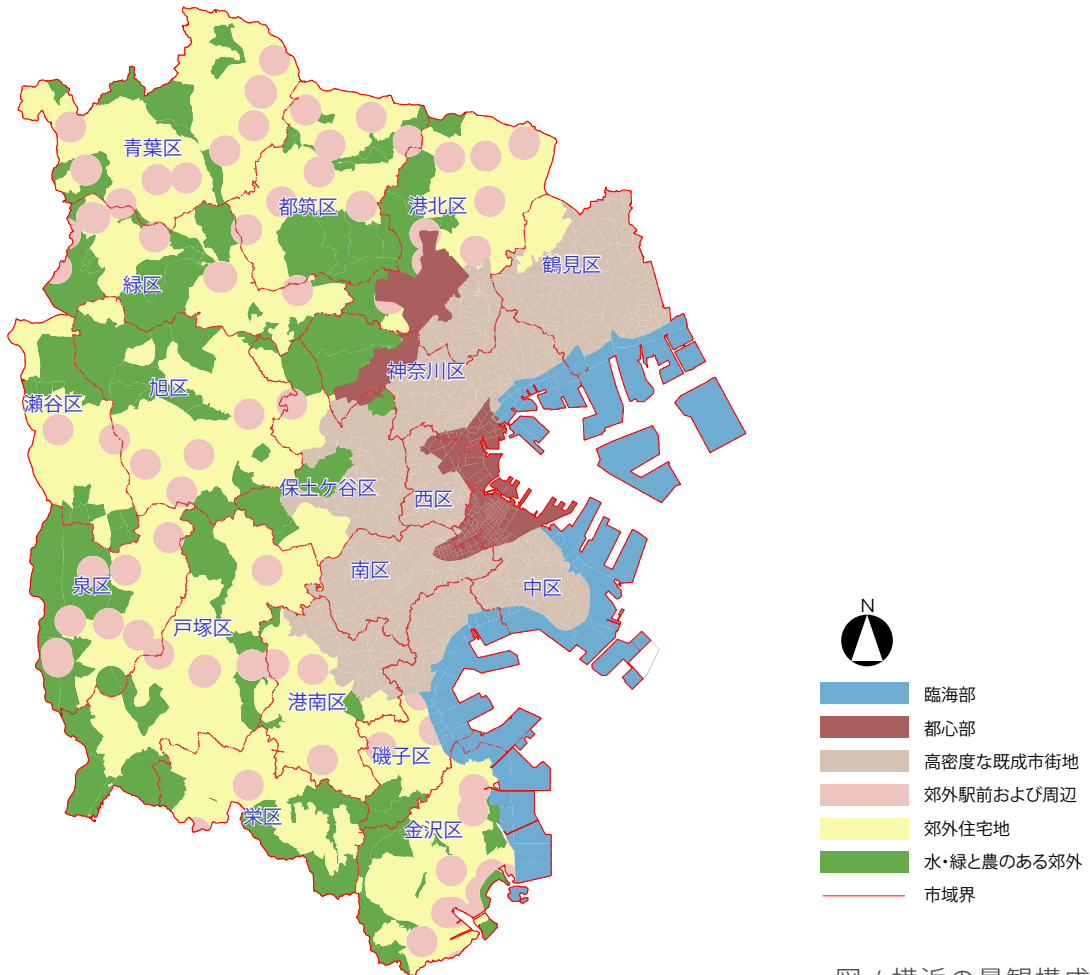 青葉区
都筑区
港北区
鶴見区
緑区
神奈川区
旭区
瀬谷区
保土ケ谷区
西区
南区
中区
泉区
戸塚区
港南区
磯子区
栄区
金沢区
N
臨海部
都心部
高密度な既成市街地
郊外駅前および周辺
郊外住宅地
水・緑と農のある郊外
市域界